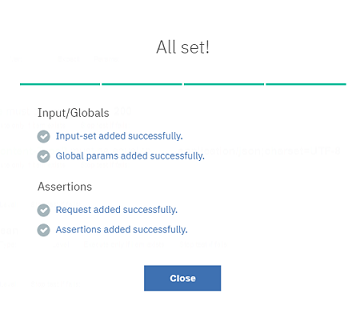 All set!
Input/Globals
Input-set added successfully.
Global params added successfully.
Assertions
Request added successfully.
Assertions added successfully.
Close